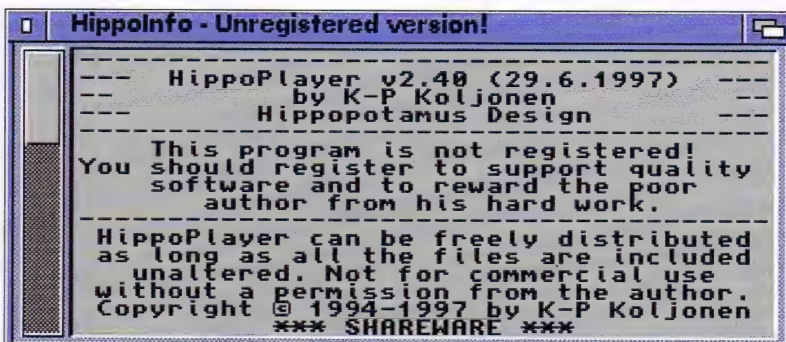 HippoInfo - Unregistered version!
--- HippoPlayer v2.40 (29.6.1997) ---
-- by K-P Koljonen --
--- Hippopotamus Design ---
This program is not registered!
You should register to support quality
software and to reward the poor
author from his hard work.
HippoPlayer can be freely distributed
as long as all the files are included
unaltered. Not for commercial use
without a permission from the author.
Copyright © 1994-1997 by K-P Koljonen
*** SHAREWARE ***